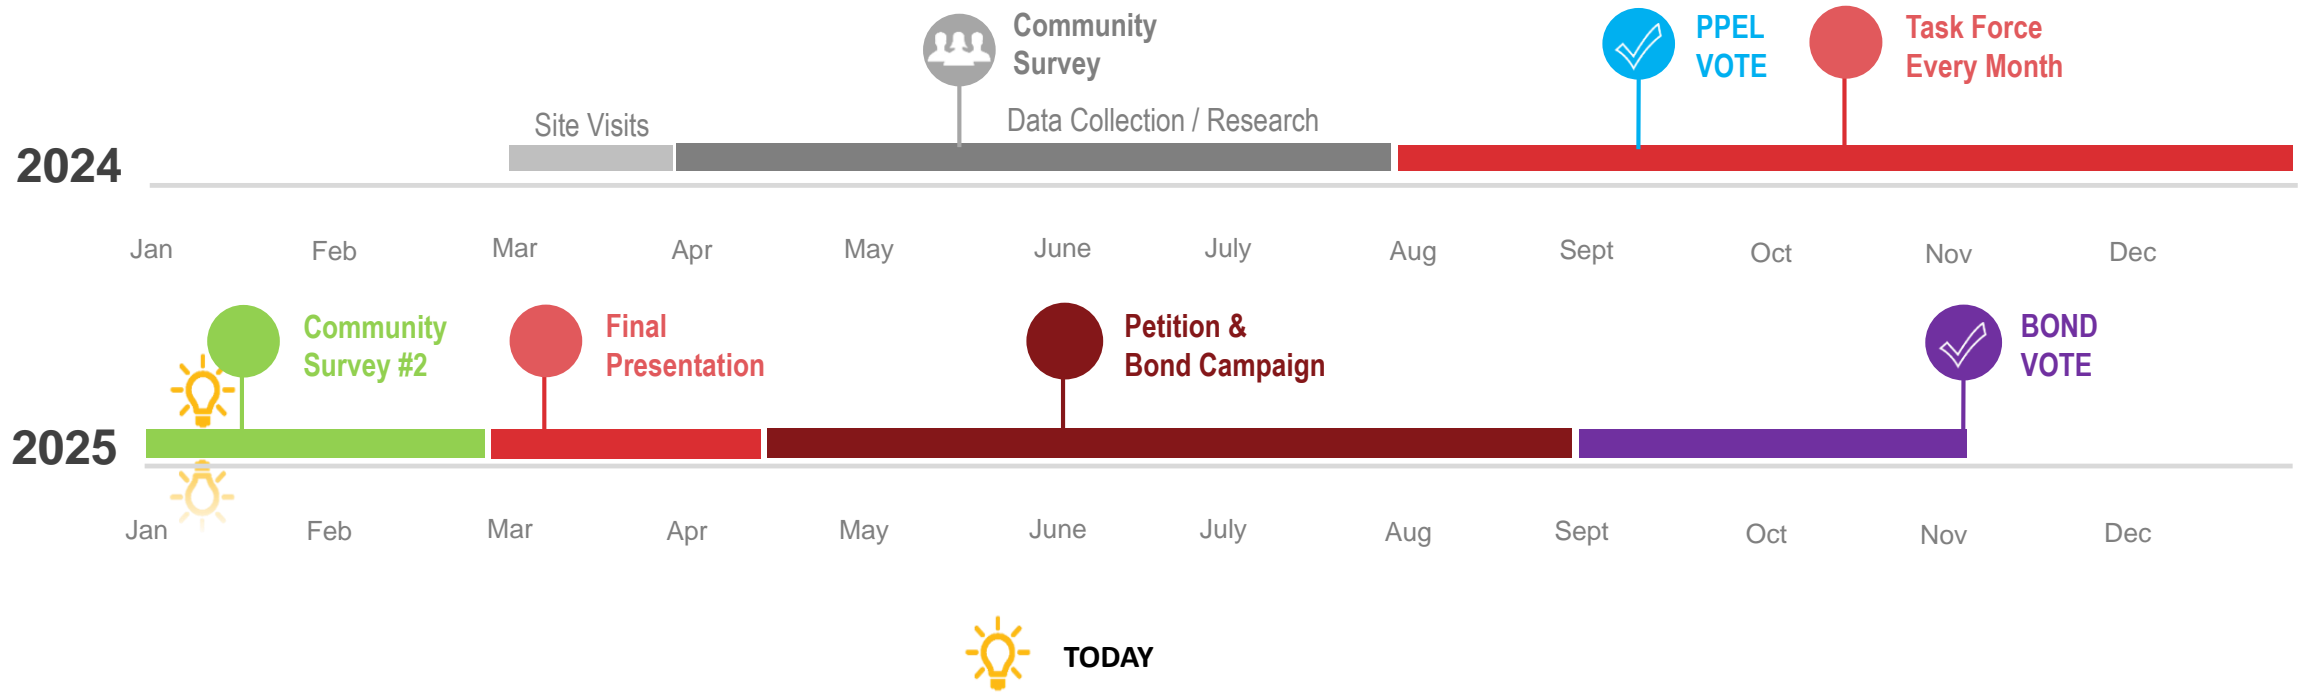 Community
Survey
PPEL
VOTE
Task Force
Every Month
Site Visits
Data Collection / Research
2024
Jan Feb Mar Apr May June July Aug Sept Oct Nov Dec
Community
Survey #2
Final
Presentation
Petition &
Bond Campaign
BOND
VOTE
2025
Jan Feb Mar Apr May June July Aug Sept Oct Nov Dec
TODAY